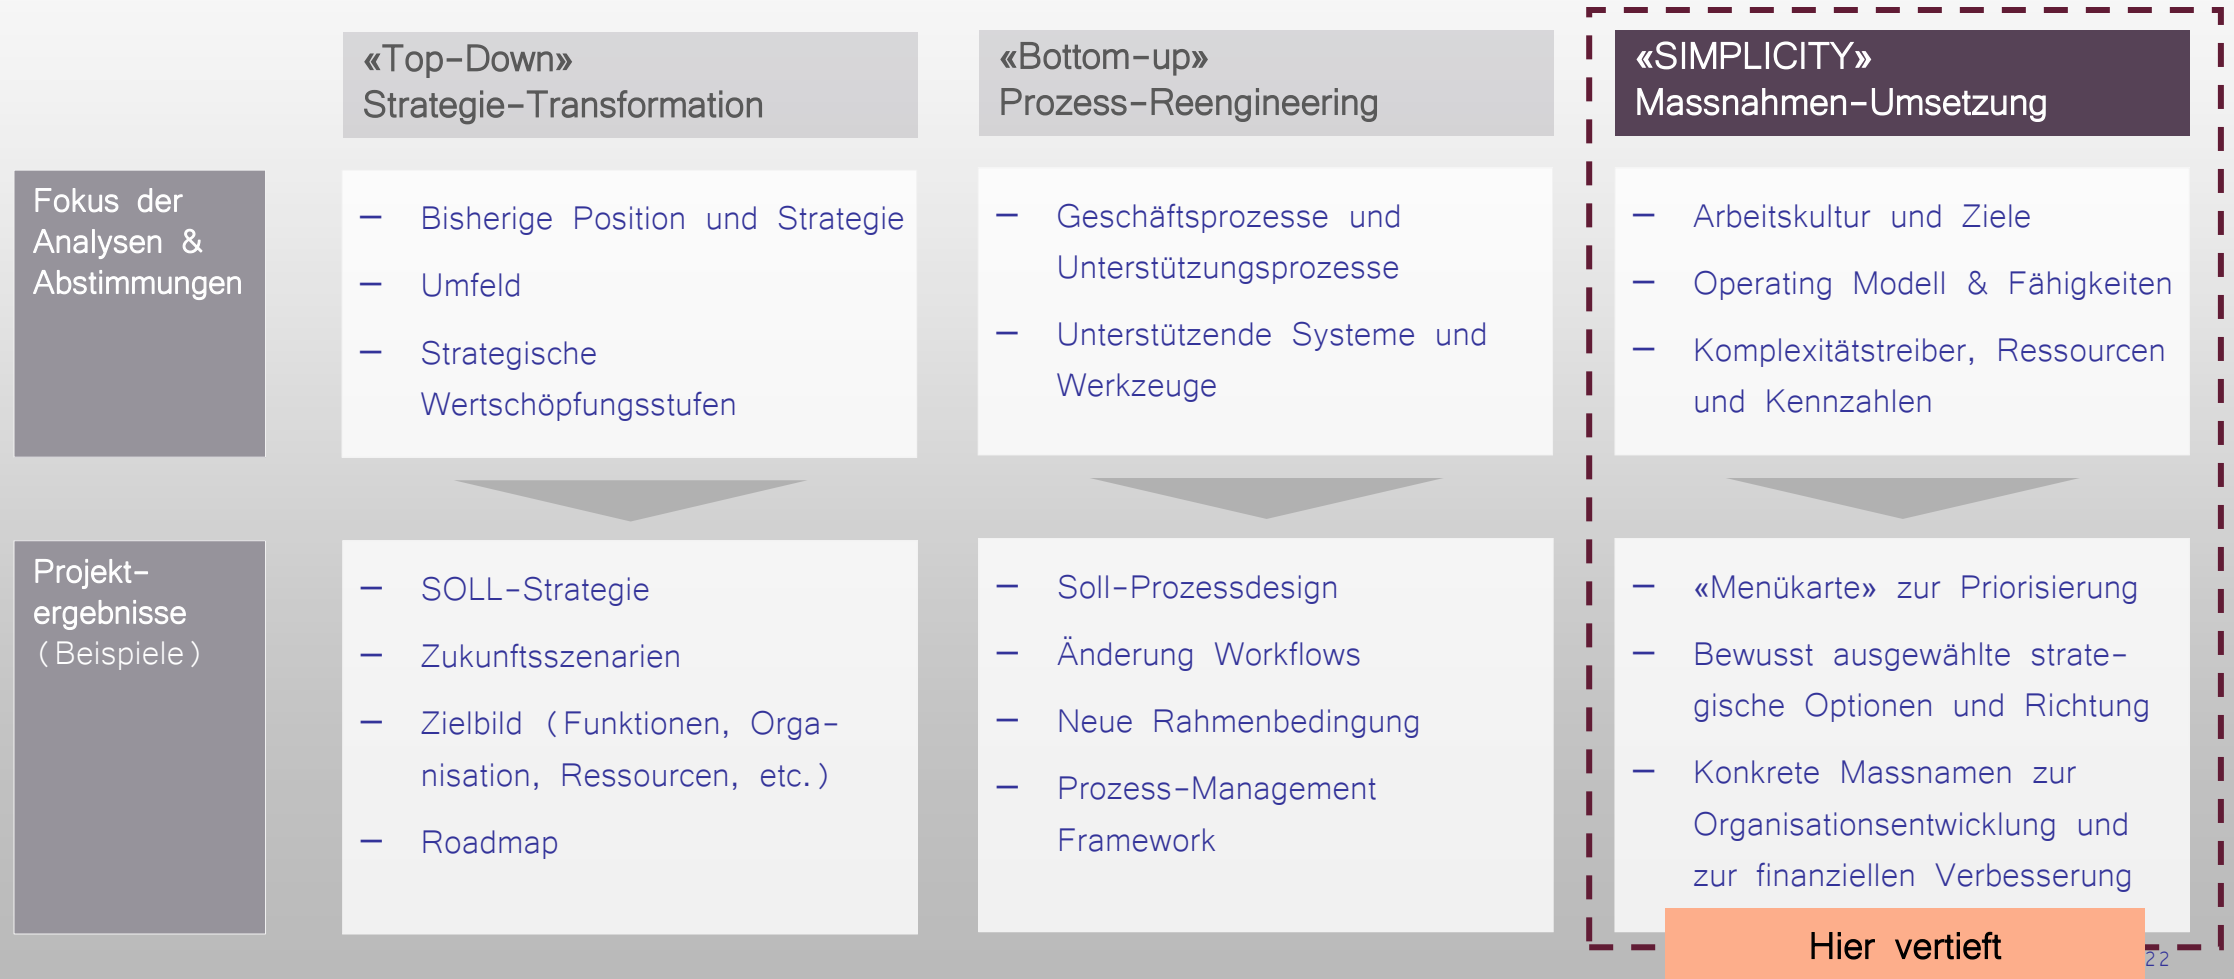 «Top-Down»
Strategie-Transformation
«Bottom-up»
Prozess-Reengineering
«SIMPLICITY»
Massnahmen-Umsetzung
Fokus der
Analysen &
Abstimmungen
– Bisherige Position und Strategie
– Umfeld
– Strategische
Wertschöpfungsstufen
– Geschäftsprozesse und
Unterstützungsprozesse
– Unterstützende Systeme und
Werkzeuge
– Arbeitskultur und Ziele
– Operating Modell & Fähigkeiten
– Komplexitätstreiber, Ressourcen
und Kennzahlen
Projekt-
ergebnisse
(Beispiele)
– SOLL-Strategie
– Zukunftsszenarien
– Zielbild (Funktionen, Orga-
nisation, Ressourcen, etc.)
– Roadmap
– Soll-Prozessdesign
– Änderung Workflows
– Neue Rahmenbedingung
– Prozess-Management
Framework
– «Menükarte» zur Priorisierung
– Bewusst ausgewählte strate-
gische Optionen und Richtung
– Konkrete Massnamen zur
Organisationsentwicklung und
zur finanziellen Verbesserung
Hier vertieft
22